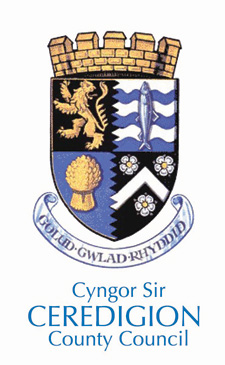 GOLUD·GWLAD·RHYDDID
Cyngor Sir
CEREDIGION
County Council